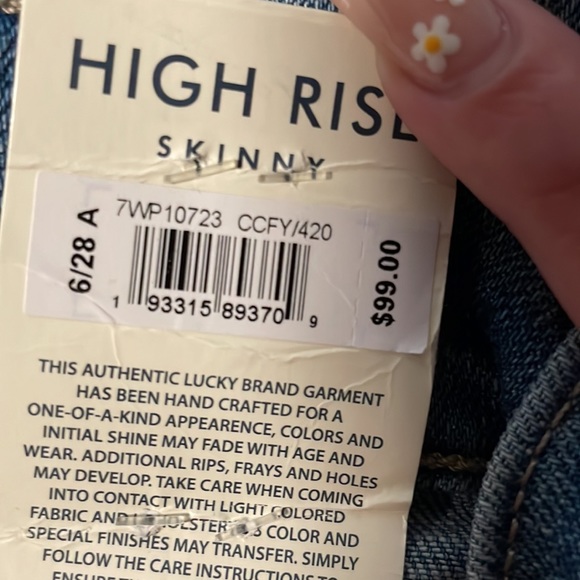 HIGH RISE
SKINNY
7WP10723 CCFY/420
6/28 A
$99.00
1 93315 89370 9
THIS AUTHENTIC LUCKY BRAND GARMENT
HAS BEEN HAND CRAFTED FOR A
ONE-OF-A-KIND APPEARENCE, COLORS AND
INITIAL SHINE MAY FADE WITH AGE AND
WEAR. ADDITIONAL RIPS, FRAYS AND HOLES
MAY DEVELOP. TAKE CARE WHEN COMING
INTO CONTACT WITH LIGHT COLORED
FABRIC AND COLOR AND
SPECIAL FINISHES MAY TRANSFER. SIMPLY
FOLLOW THE CARE INSTRUCTIONS TO